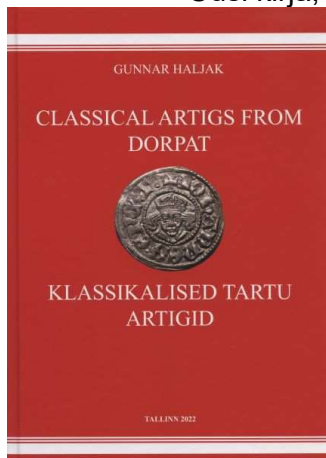 GUNNAR HALJAK
CLASSICAL ARTIGS FROM
DORPAT
KLASSIKALISED TARTU
ARTIGID
TALLINN 2022